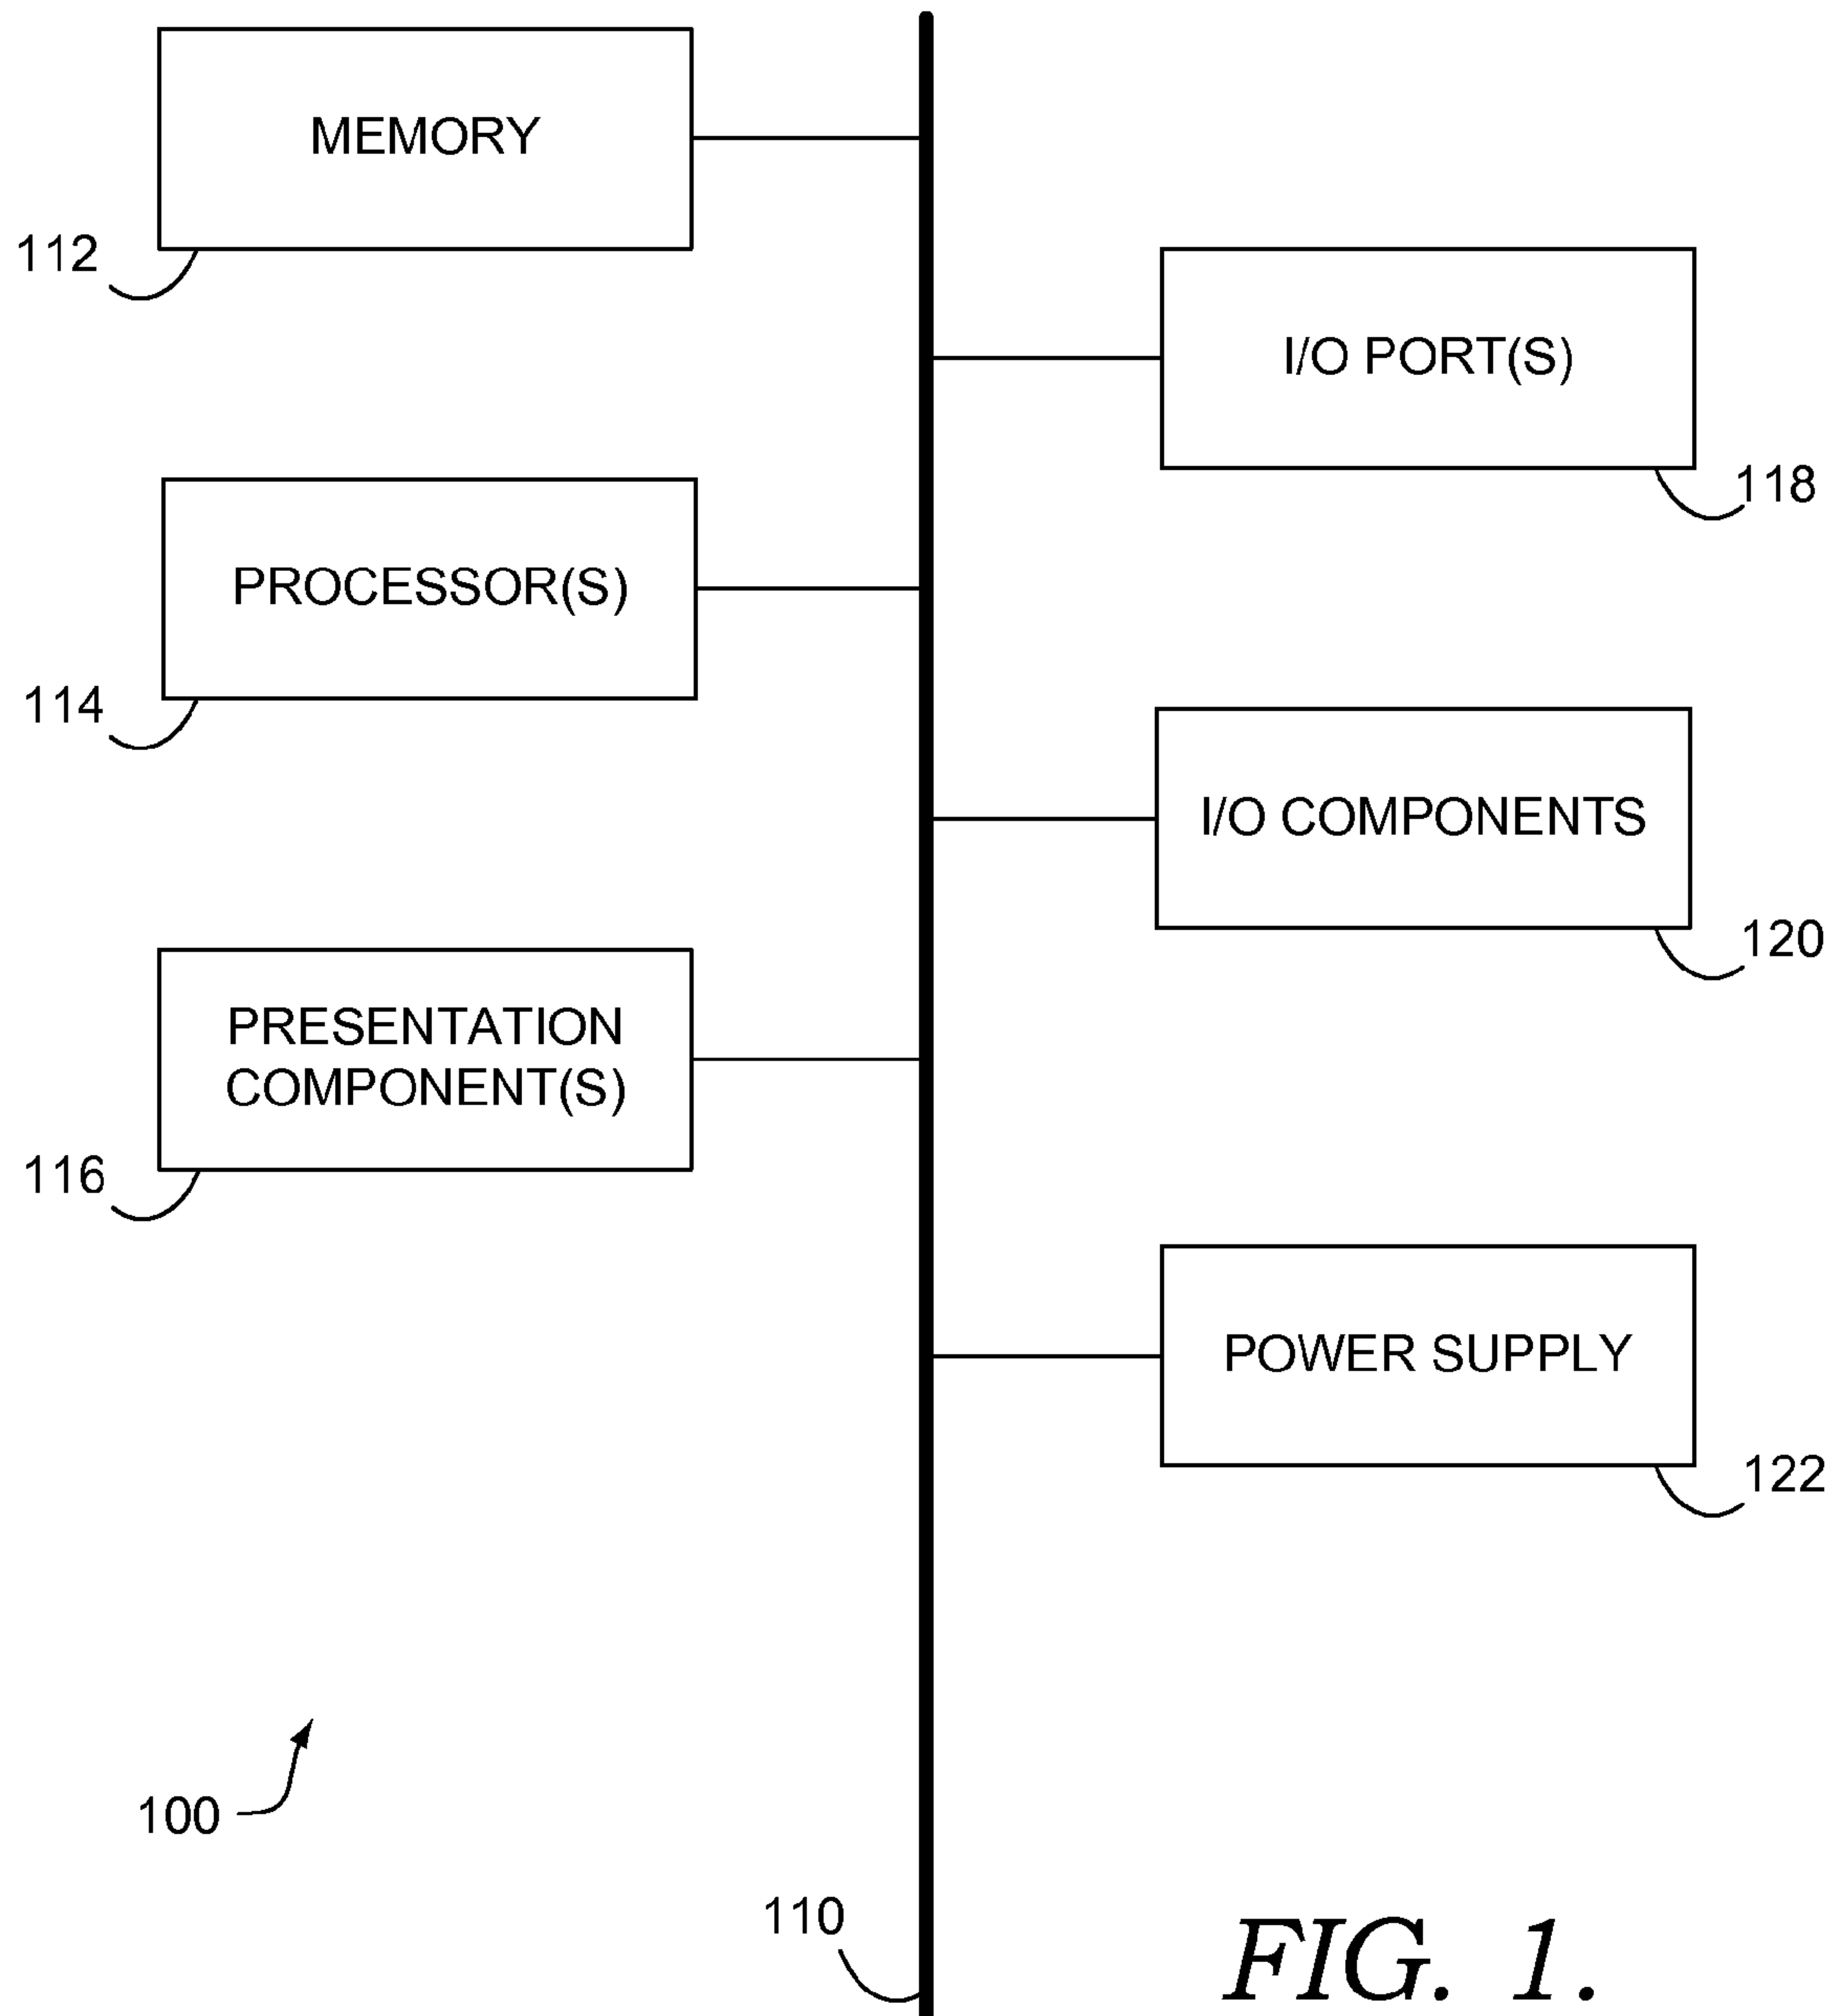 MEMORY
112
I/O PORT(S)
118
PROCESSOR(S)
114
I/O COMPONENTS
120
PRESENTATION
COMPONENT(S)
116
POWER SUPPLY
122
100
110
FIG. 1.